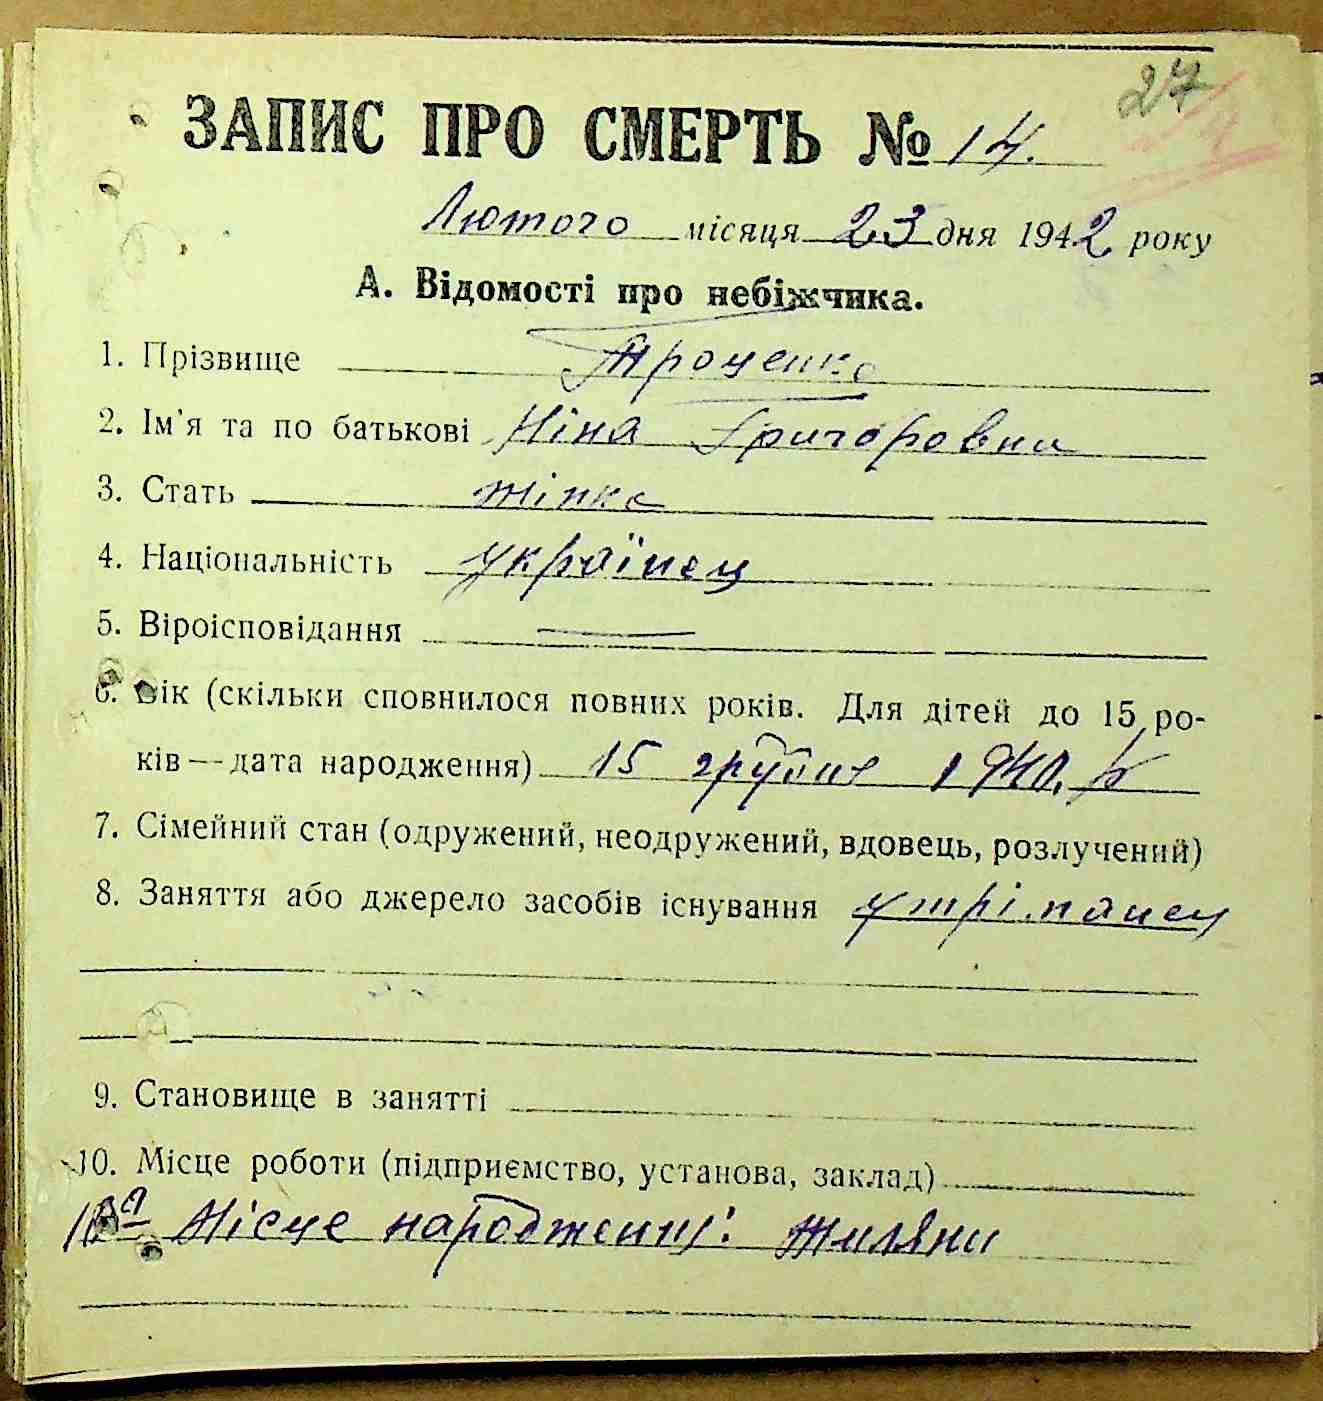 27
ЗАПИС ПРО СМЕРТЬ № 14.
Лютого місяця 23 дня 1942 року
А. Відомості про небіжчика.
1. Прізвище Троценко
2. Ім'я та по батькові Ніна Григоровна
3. Стать жінка
4. Національність українец
5. Віроісповідання —
6. Вік (скільки сповнилося повних років. Для дітей до 15 ро-
ків — дата народження) 15 грудня 1940. р
7. Сімейний стан (одружений, неодружений, вдовець, розлучений)
8. Заняття або джерело засобів існування утріманец
9. Становище в занятті
10. Місце роботи (підприємство, установа, заклад)
10а Місце народження: Жиляни